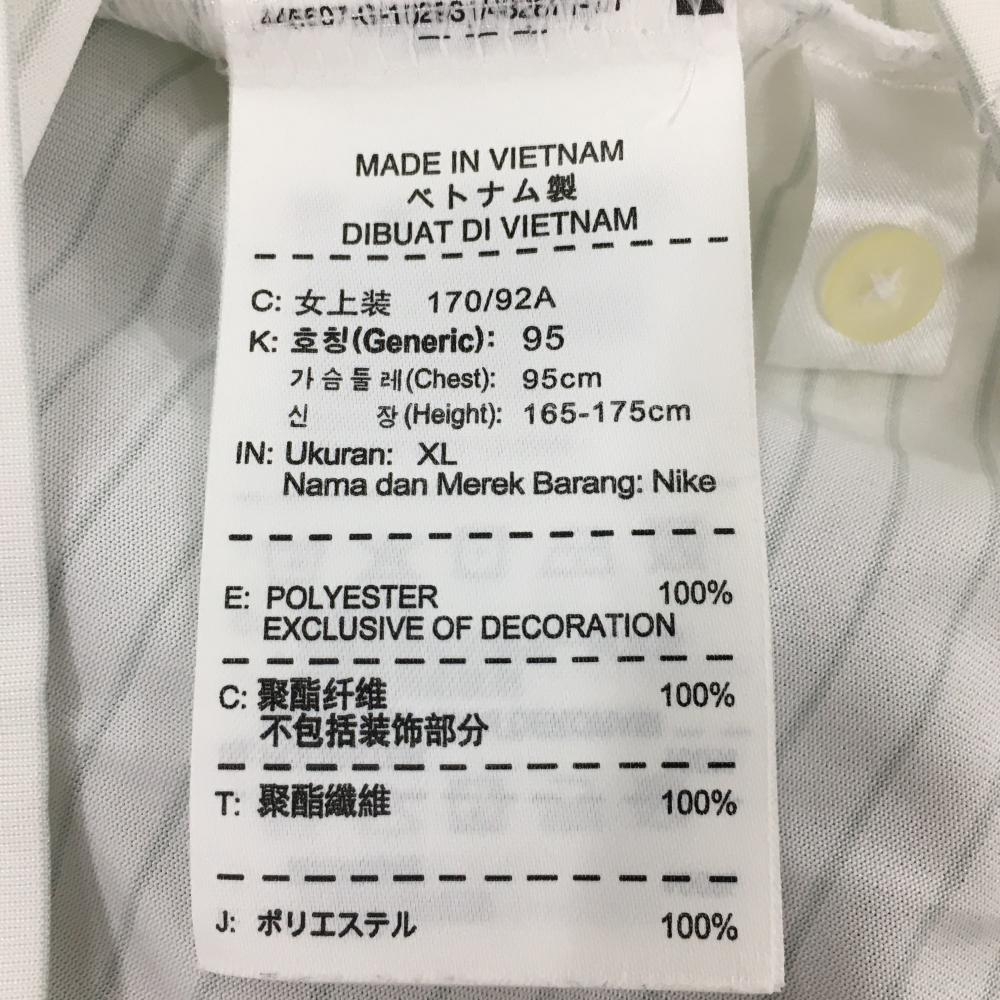 MADE IN VIETNAM
ベトナム製
DIBUAT DI VIETNAM
C: 女上装 170/92A
K: 호칭(Generic): 95
가슴둘레(Chest): 95cm
신 장(Height): 165-175cm
IN: Ukuran: XL
Nama dan Merek Barang: Nike
E: POLYESTER 100%
EXCLUSIVE OF DECORATION
C: 聚酯纤维 100%
不包括装饰部分
T: 聚酯纖維 100%
J: ポリエステル 100%